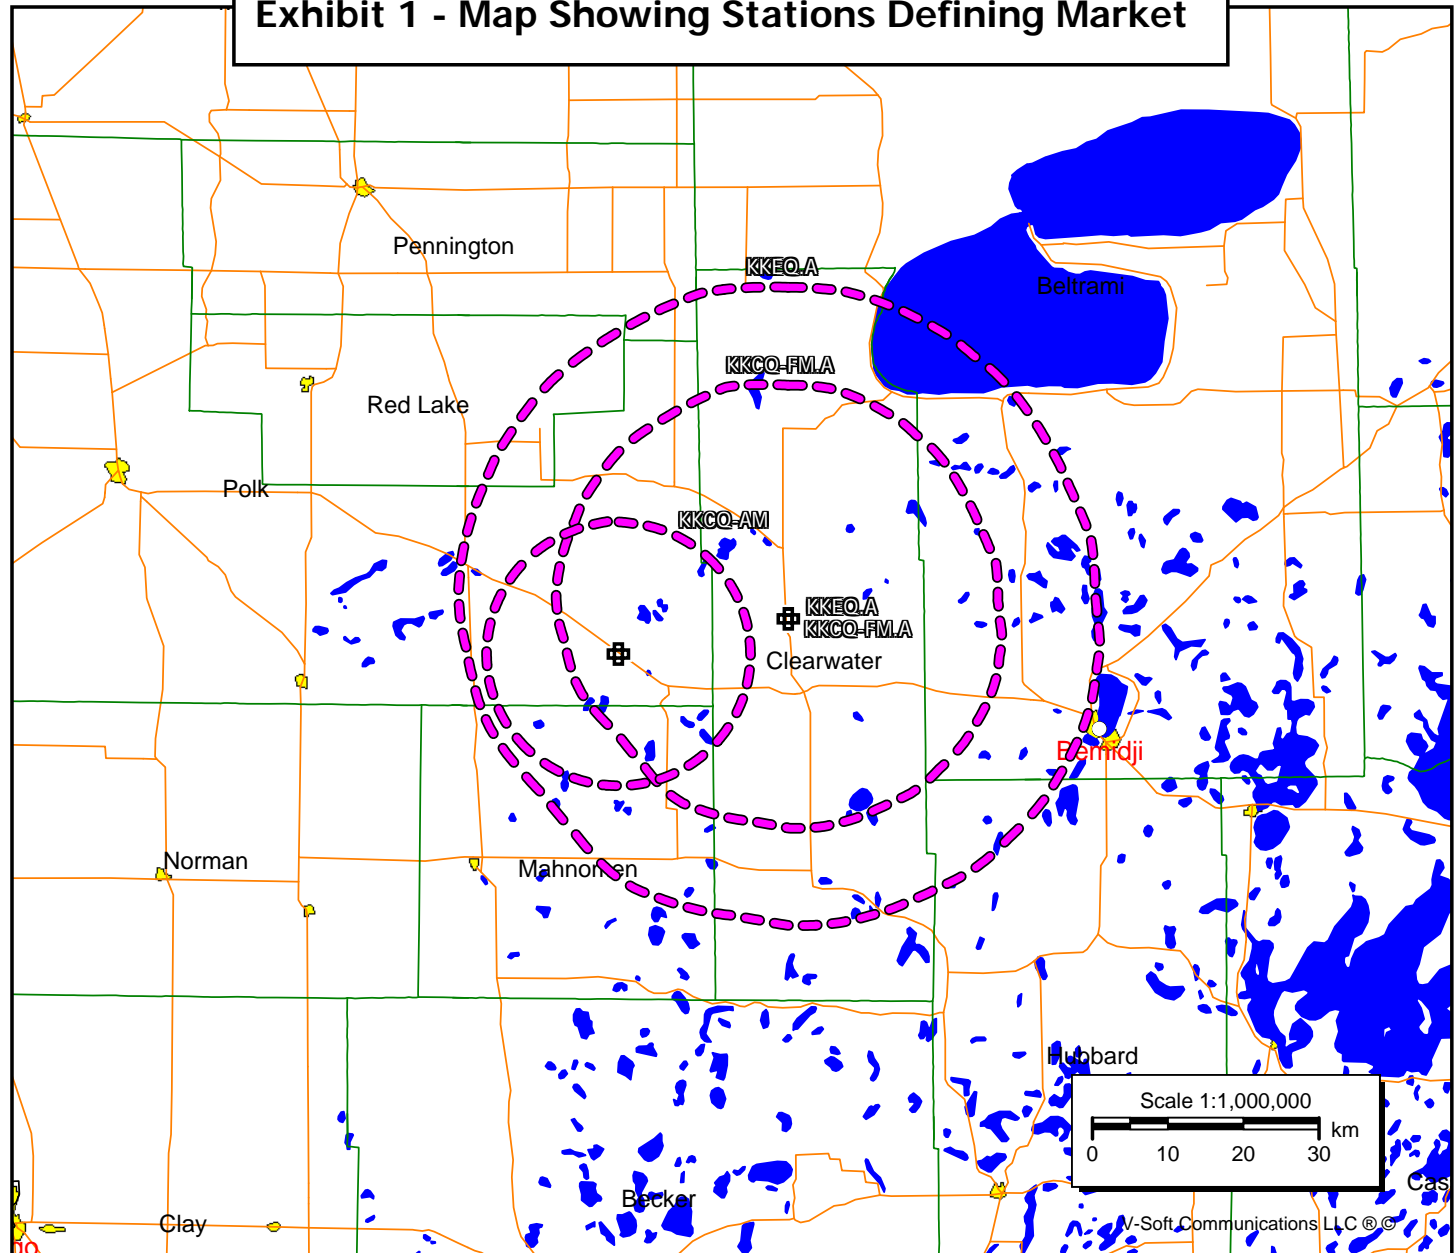 Exhibit 1 - Map Showing Stations Defining Market
Pennington
KKEQ.A
Beltrami
KKCQ-FM.A
Red Lake
Polk
KKCQ-AM
KKEQ.A
KKCQ-FM.A
Clearwater
Bemidji
Norman
Mahnomen
Hubbard
Scale 1:1,000,000
km
0 10 20 30
Becker
Cas
Clay
V-Soft Communications LLC ® ©
go